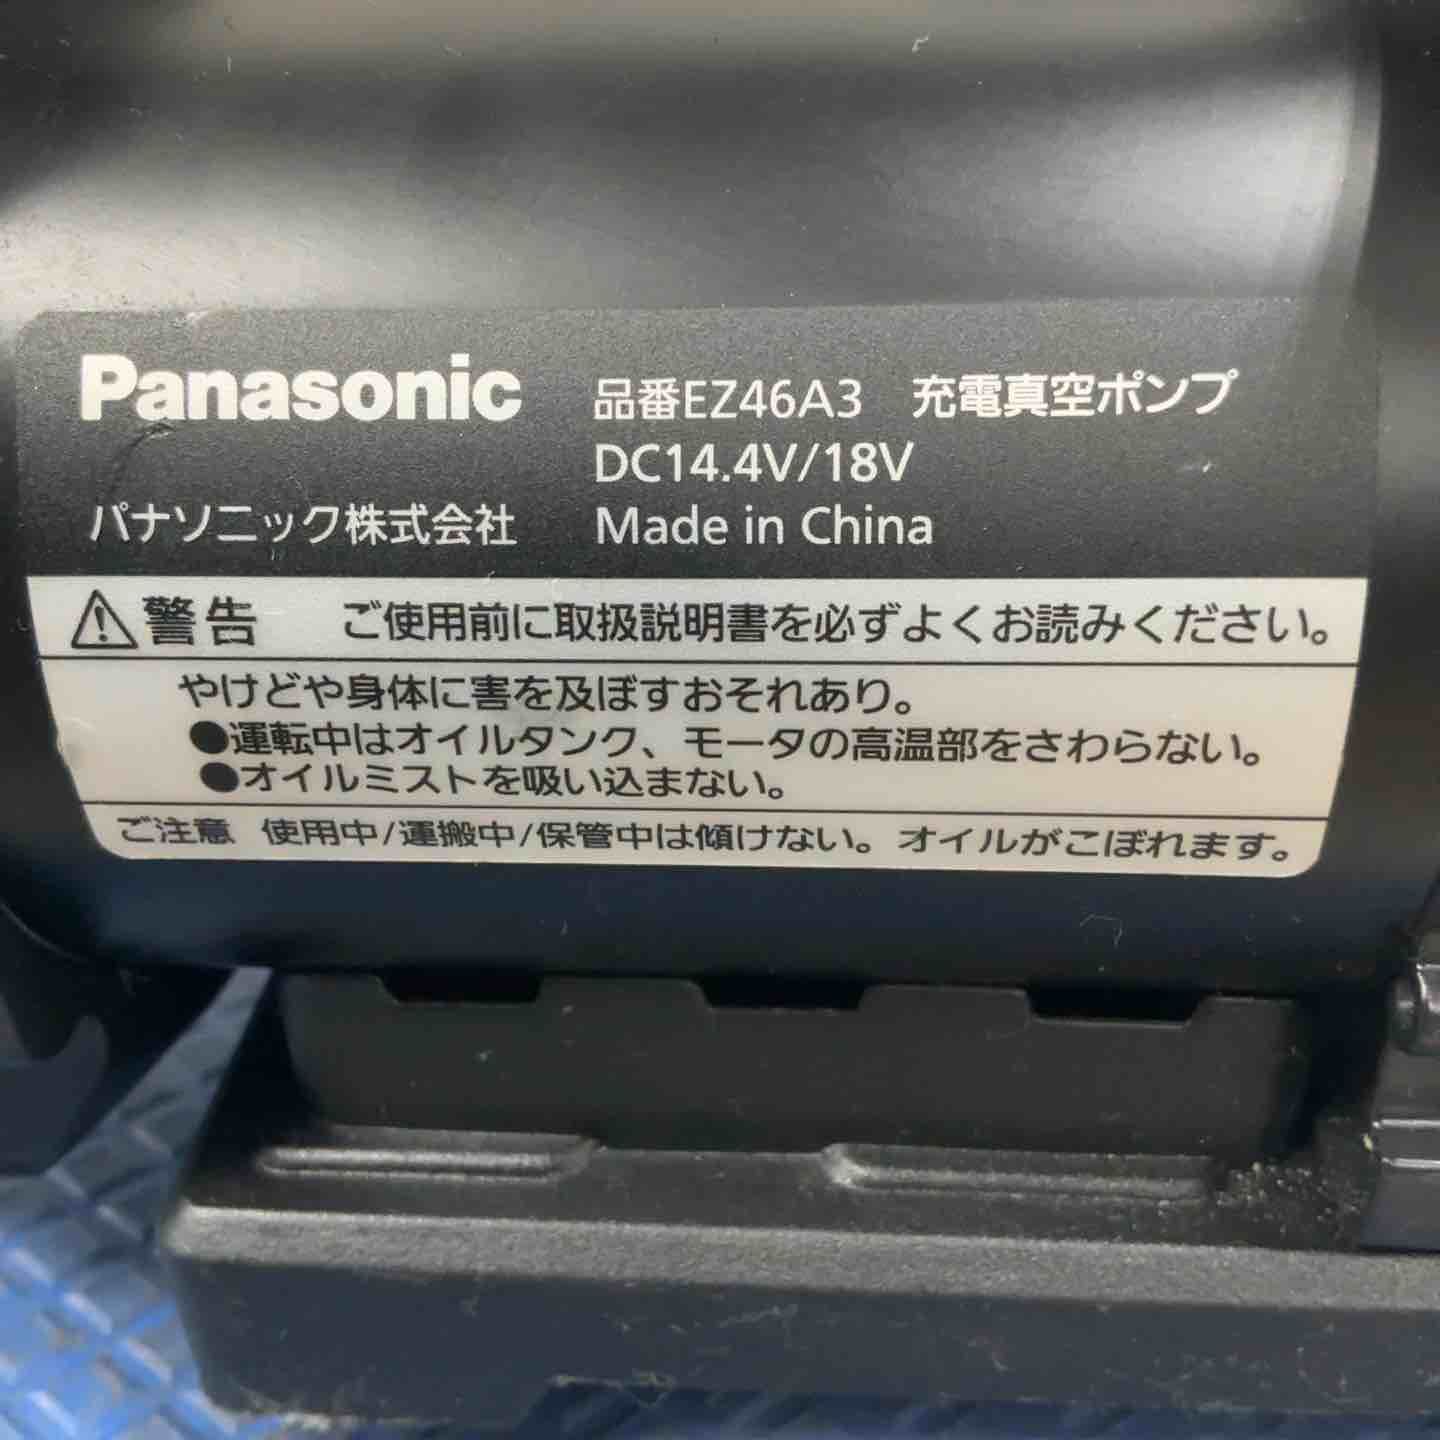 Panasonic 品番EZ46A3 充電真空ポンプ
DC14.4V/18V
パナソニック株式会社 Made in China
警告 ご使用前に取扱説明書を必ずよくお読みください。
やけどや身体に害を及ぼすおそれあり。
●運転中はオイルタンク、モータの高温部をさわらない。
●オイルミストを吸い込まない。
ご注意 使用中/運搬中/保管中は傾けない。オイルがこぼれます。